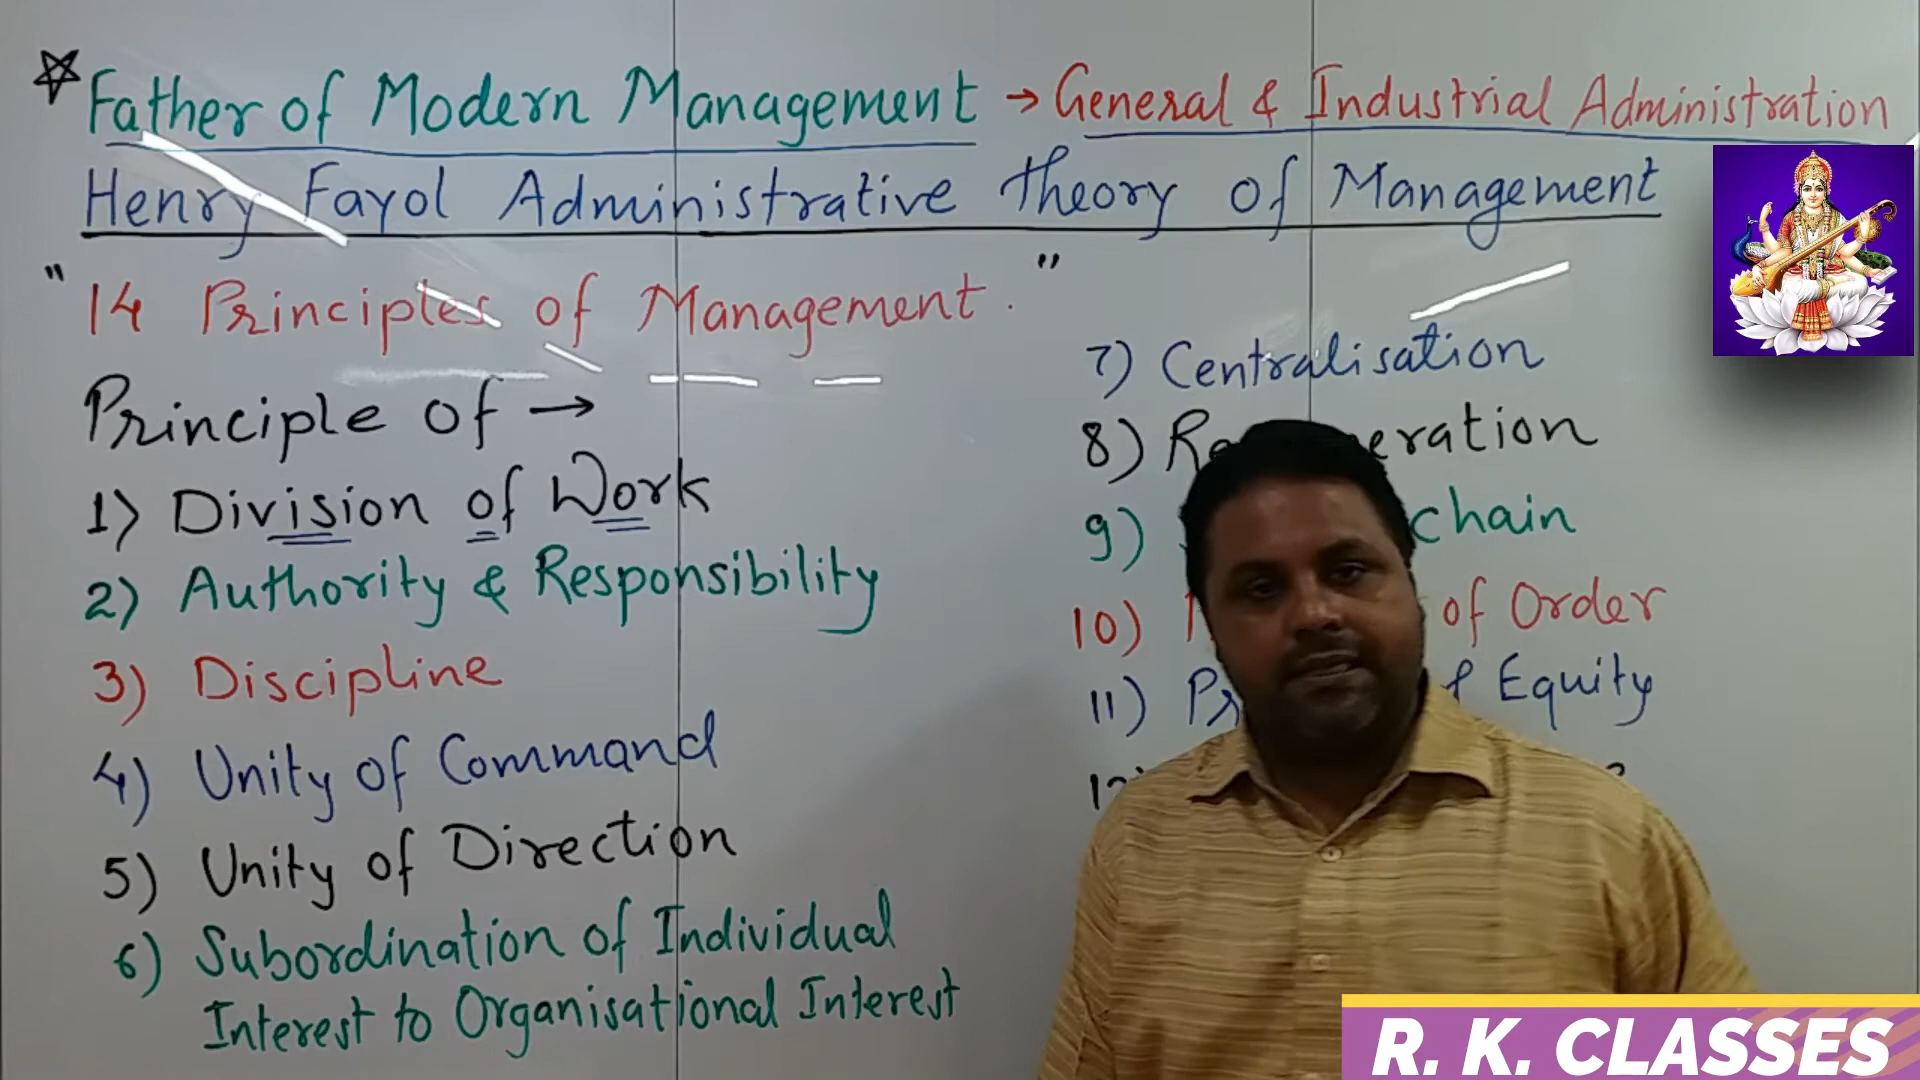 Father of Modern Management → General & Industrial Administration
Henry Fayol Administrative Theory of Management
"14 Principles of Management."
Principle of →
1) Division of Work
2) Authority & Responsibility
3) Discipline
4) Unity of Command
5) Unity of Direction
6) Subordination of Individual
Interest to Organisational Interest
7) Centralisation
8)
9) chain
10) of Order
11) Equity
R. K. CLASSES